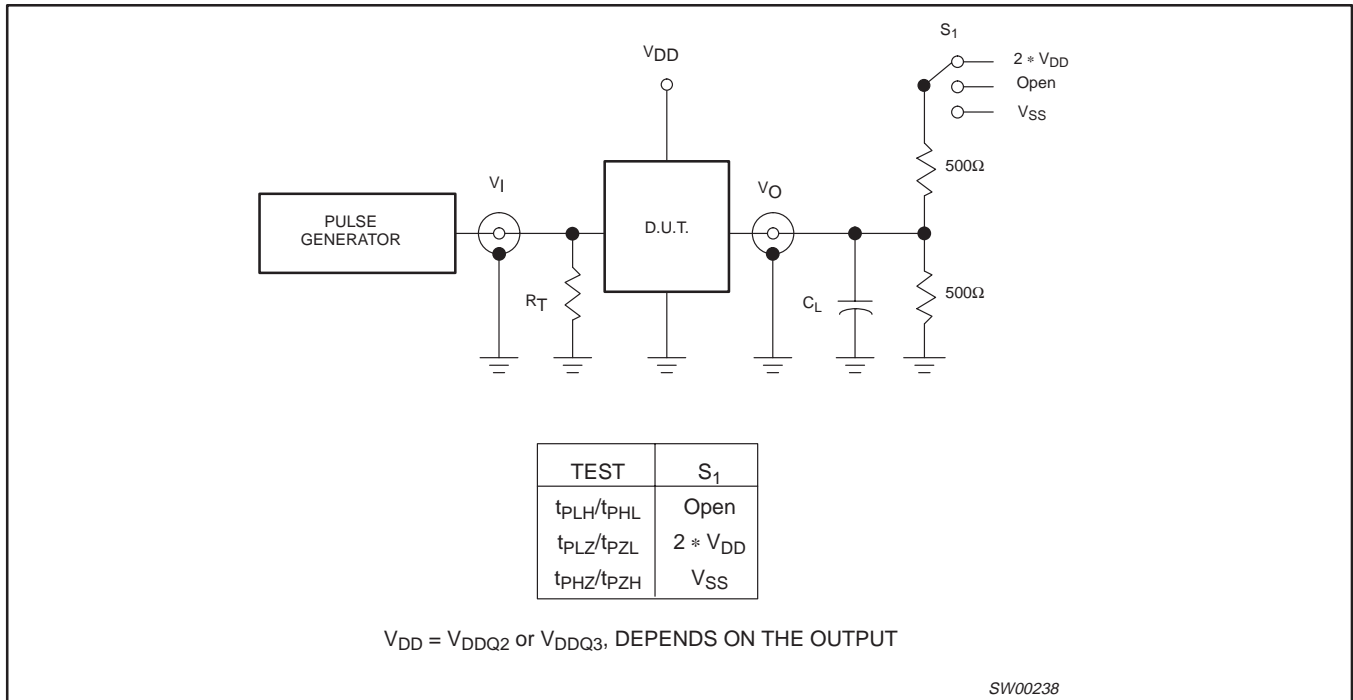 S1
VDD
2 * VDD
Open
VSS
500Ω
VI
VO
PULSE
GENERATOR
D.U.T.
RT
CL
500Ω
TEST S1
tPLH/tPHL Open
tPLZ/tPZL 2 * VDD
tPHZ/tPZH VSS
VDD = VDDQ2 or VDDQ3, DEPENDS ON THE OUTPUT
SW00238